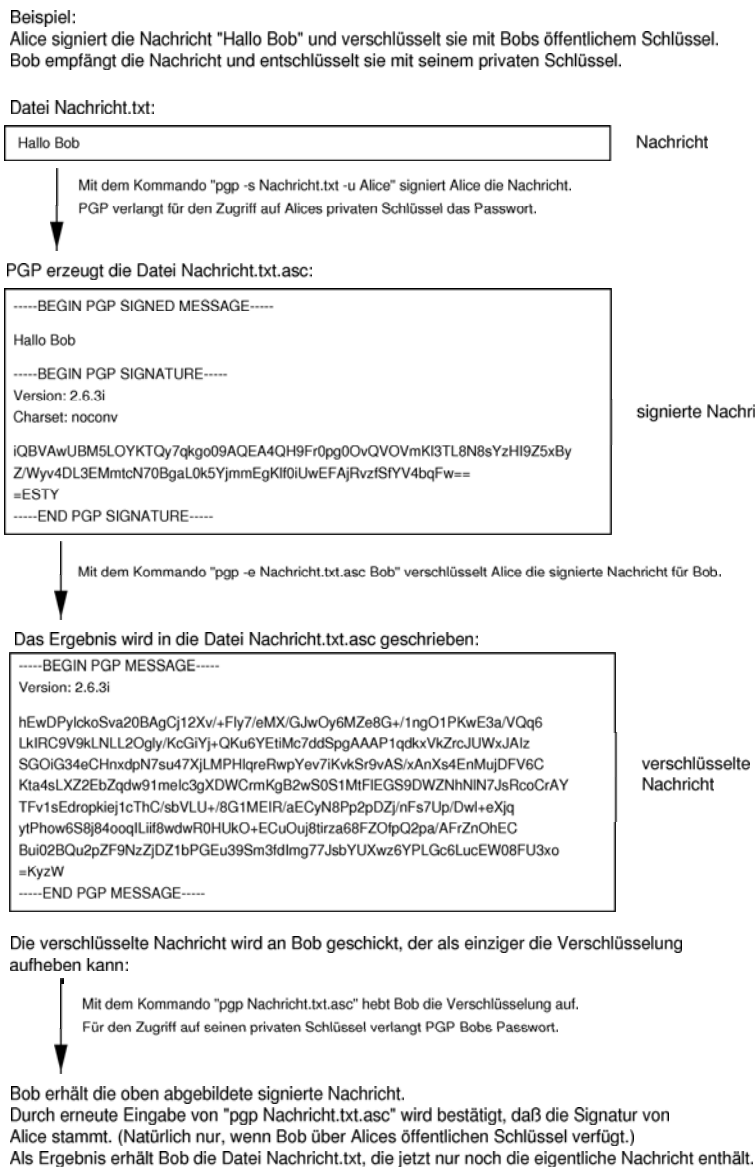 Beispiel:
Alice signiert die Nachricht "Hallo Bob" und verschlüsselt sie mit Bobs öffentlichem Schlüssel.
Bob empfängt die Nachricht und entschlüsselt sie mit seinem privaten Schlüssel.
Datei Nachricht.txt:
Hallo Bob
Nachricht
Mit dem Kommando "pgp -s Nachricht.txt -u Alice" signiert Alice die Nachricht.
PGP verlangt für den Zugriff auf Alices privaten Schlüssel das Passwort.
PGP erzeugt die Datei Nachricht.txt.asc:
-----BEGIN PGP SIGNED MESSAGE-----
Hallo Bob
-----BEGIN PGP SIGNATURE-----
Version: 2.6.3i
Charset: noconv
signierte Nachri
iQBVAwUBM5LOYKTQy7qkgo09AQEA4QH9Fr0pg0OvQVOVmKI3TL8N8sYzHI9Z5xBy
Z/Wyv4DL3EMmtcN70BgaL0k5YjmmEgKlf0iUwEFAjRvzfSfYV4bqFw==
=ESTY
-----END PGP SIGNATURE-----
Mit dem Kommando "pgp -e Nachricht.txt.asc Bob" verschlüsselt Alice die signierte Nachricht für Bob.
Das Ergebnis wird in die Datei Nachricht.txt.asc geschrieben:
-----BEGIN PGP MESSAGE-----
Version: 2.6.3i
hEwDPylckoSva20BAgCj12Xv/+Fly7/eMX/GJwOy6MZe8G+/1ngO1PKwE3a/VQq6
LkIRC9V9kLNLL2Ogly/KcGiYj+QKu6YEtiMc7ddSpgAAAP1qdkxVkZrcJUWxJAIz
SGOiG34eCHnxdpN7su47XjLMPHlqreRwpYev7iKvkSr9vAS/xAnXs4EnMujDFV6C
Kta4sLXZ2EbZqdw91melc3gXDWCrmKgB2wS0S1MtFlEGS9DWZNhNlN7JsRcoCrAY
TFv1sEdropkiej1cThC/sbVLU+/8G1MEIR/aECyN8Pp2pDZj/nFs7Up/Dwl+eXjq
ytPhow6S8j84ooqILiif8wdwR0HUkO+ECuOuj8tirza68FZOfpQ2pa/AFrZnOhEC
Bui02BQu2pZF9NzZjDZ1bPGEu39Sm3fdImg77JsbYUXwz6YPLGc6LucEW08FU3xo
=KyzW
-----END PGP MESSAGE-----
verschlüsselte
Nachricht
Die verschlüsselte Nachricht wird an Bob geschickt, der als einziger die Verschlüsselung
aufheben kann:
Mit dem Kommando "pgp Nachricht.txt.asc" hebt Bob die Verschlüsselung auf.
Für den Zugriff auf seinen privaten Schlüssel verlangt PGP Bobs Passwort.
Bob erhält die oben abgebildete signierte Nachricht.
Durch erneute Eingabe von "pgp Nachricht.txt.asc" wird bestätigt, daß die Signatur von
Alice stammt. (Natürlich nur, wenn Bob über Alices öffentlichen Schlüssel verfügt.)
Als Ergebnis erhält Bob die Datei Nachricht.txt, die jetzt nur noch die eigentliche Nachricht enthält.